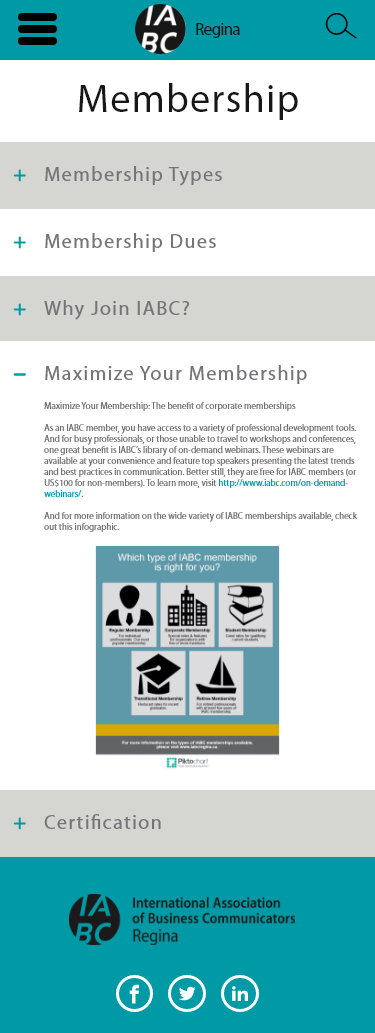 IABC
Regina
Membership
+ Membership Types
+ Membership Dues
+ Why Join IABC?
− Maximize Your Membership
Maximize Your Membership: The benefit of corporate memberships
As an IABC member, you have access to a variety of professional development tools.
And for busy professionals, or those unable to travel to workshops and conferences,
one great benefit is IABC's library of on-demand webinars. These webinars are
available at your convenience and feature top speakers presenting the latest trends
and best practices in communication. Better still, they are free for IABC members (or
US$100 for non-members). To learn more, visit http://www.iabc.com/on-demand-
webinars/.
And for more information on the wide variety of IABC memberships available, check
out this infographic.
Which type of IABC membership
is right for you?
Regular Membership
Corporate Membership
Student Membership
Transitional Membership
Retiree Membership
For more information on the types of IABC memberships available,
please visit www.iabcregina.ca
Piktochart
+ Certification
IABC
International Association
of Business Communicators
Regina
f
in